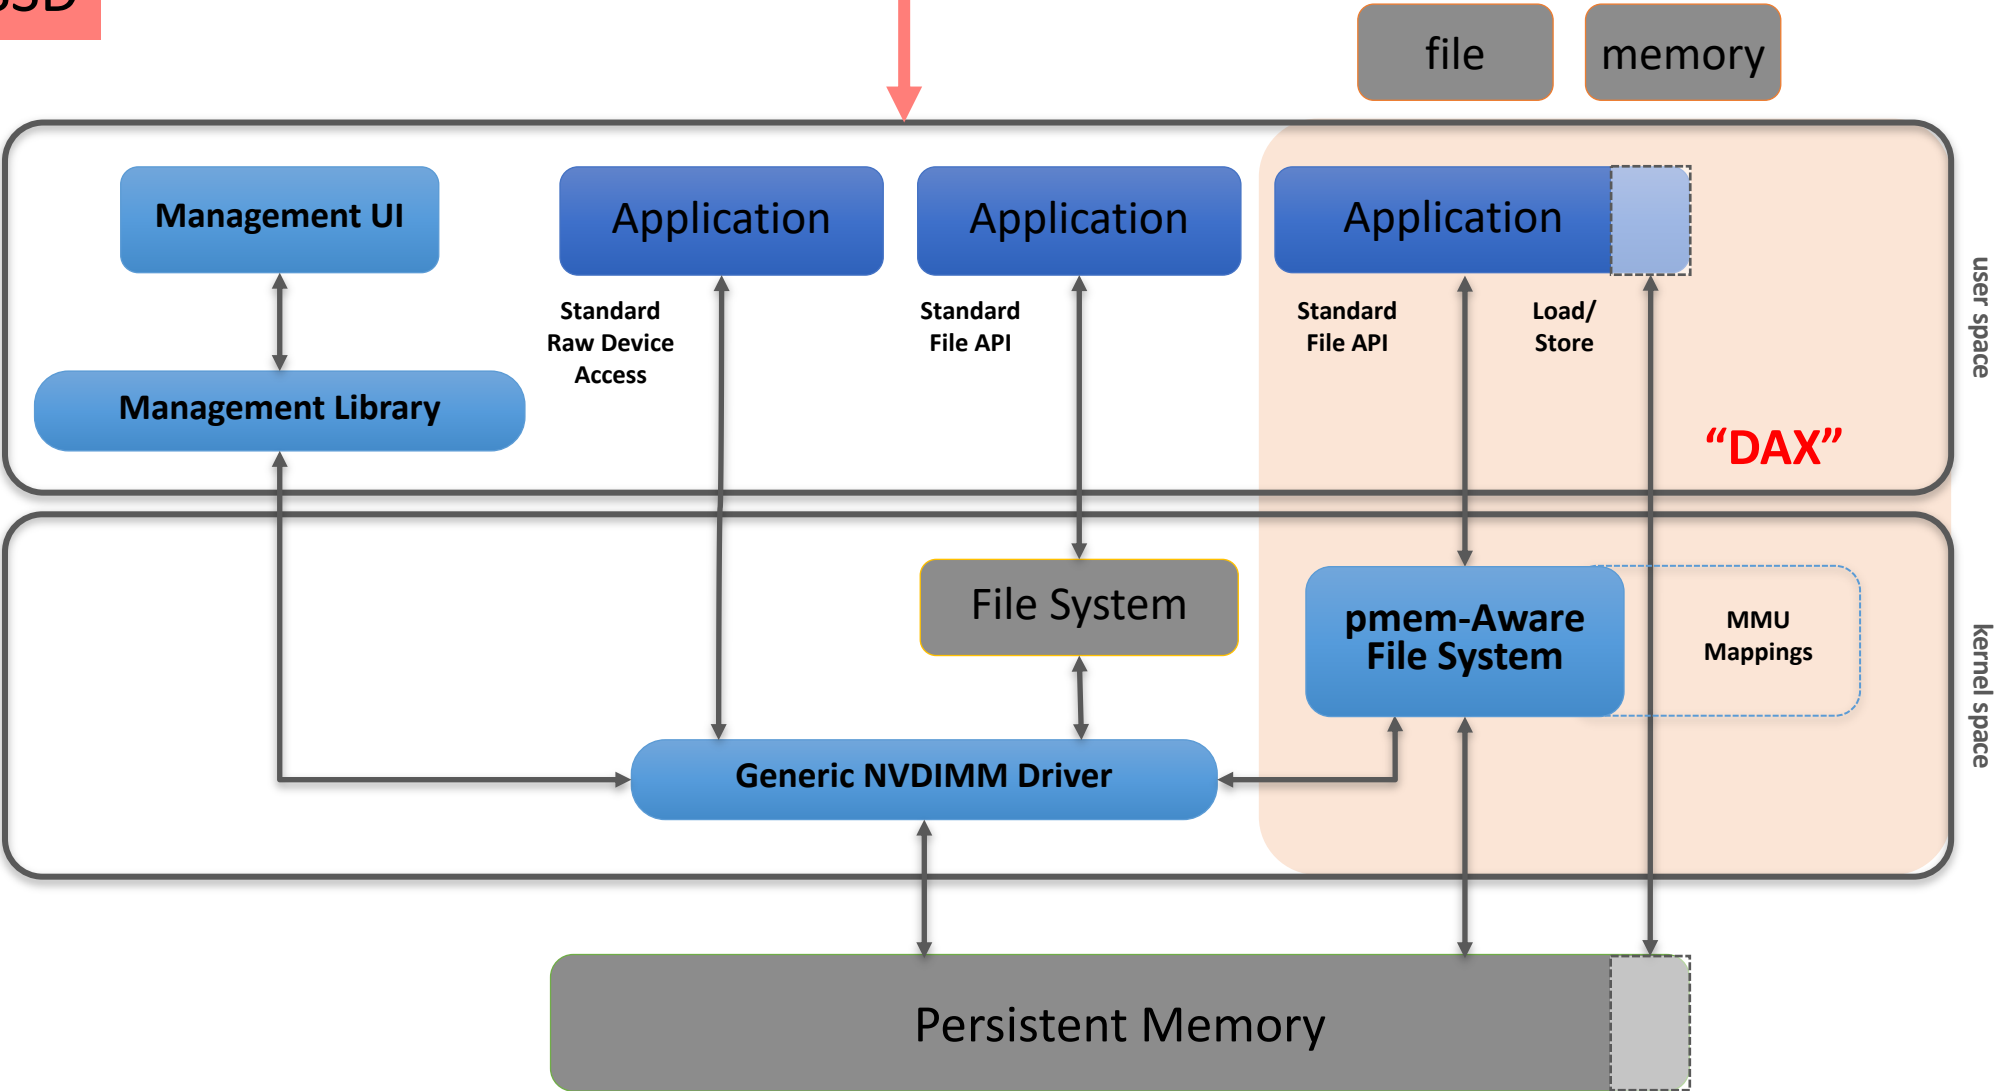 SSD
file
memory
Management UI
Application
Application
Application
Standard
Raw Device
Access
Standard
File API
Standard
File API
Load/
Store
user space
Management Library
“DAX”
File System
pmem-Aware
File System
MMU
Mappings
kernel space
Generic NVDIMM Driver
Persistent Memory